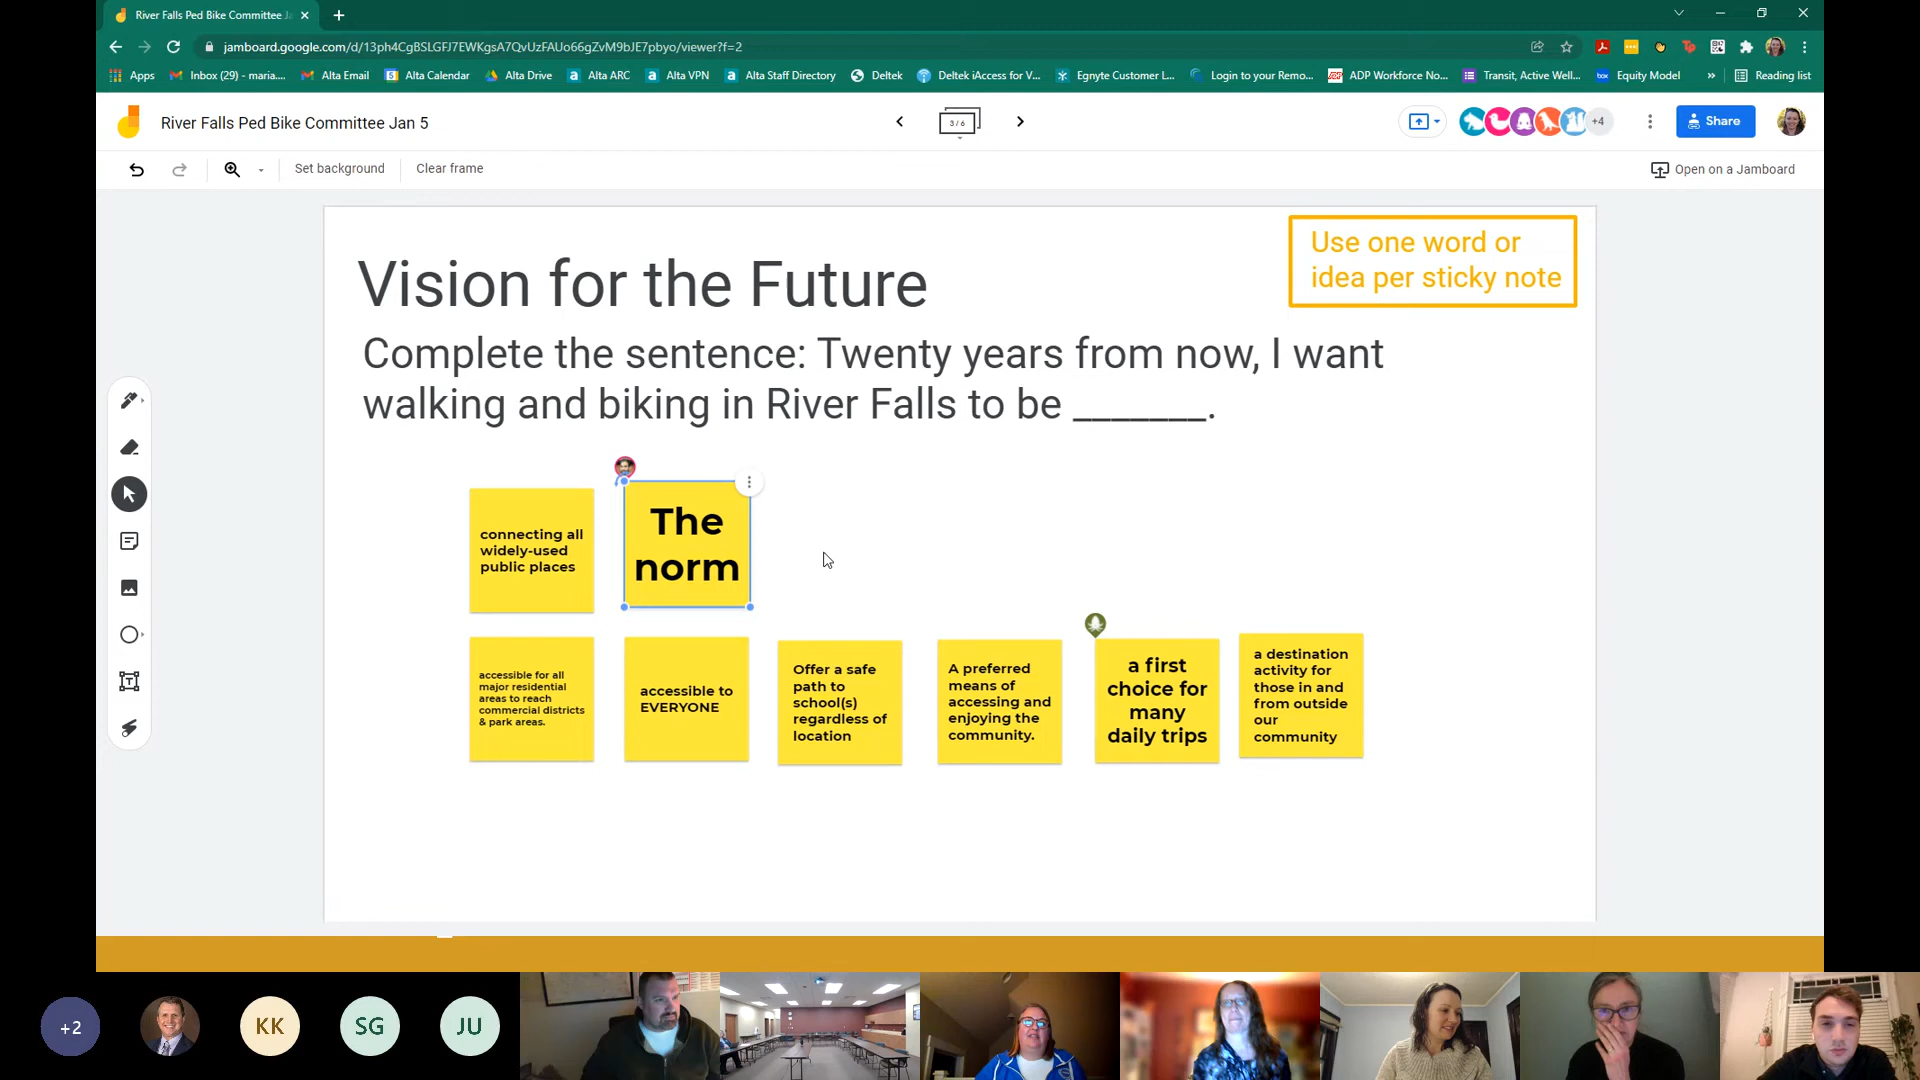 River Falls Ped Bike Committee Ja
jamboard.google.com/d/13ph4CgBSLGFJ7EWKgsA7QvUzFAUo66gZvM9bJE7pbyo/viewer?f=2
Apps
Inbox (29) - maria....
Alta Email
Alta Calendar
Alta Drive
Alta ARC
Alta VPN
Alta Staff Directory
Deltek
Deltek iAccess for V...
Egnyte Customer L...
Login to your Remo...
ADP Workforce No...
Transit, Active Well...
Equity Model
»
Reading list
River Falls Ped Bike Committee Jan 5
3 / 6
+4
Share
Set background
Clear frame
Open on a Jamboard
Use one word or
idea per sticky note
Vision for the Future
Complete the sentence: Twenty years from now, I want
walking and biking in River Falls to be _______.
connecting all
widely-used
public places
The
norm
accessible for all
major residential
areas to reach
commercial districts
& park areas.
accessible to
EVERYONE
Offer a safe
path to
school(s)
regardless of
location
A preferred
means of
accessing and
enjoying the
community.
a first
choice for
many
daily trips
a destination
activity for
those in and
from outside
our
community
+2
KK
SG
JU